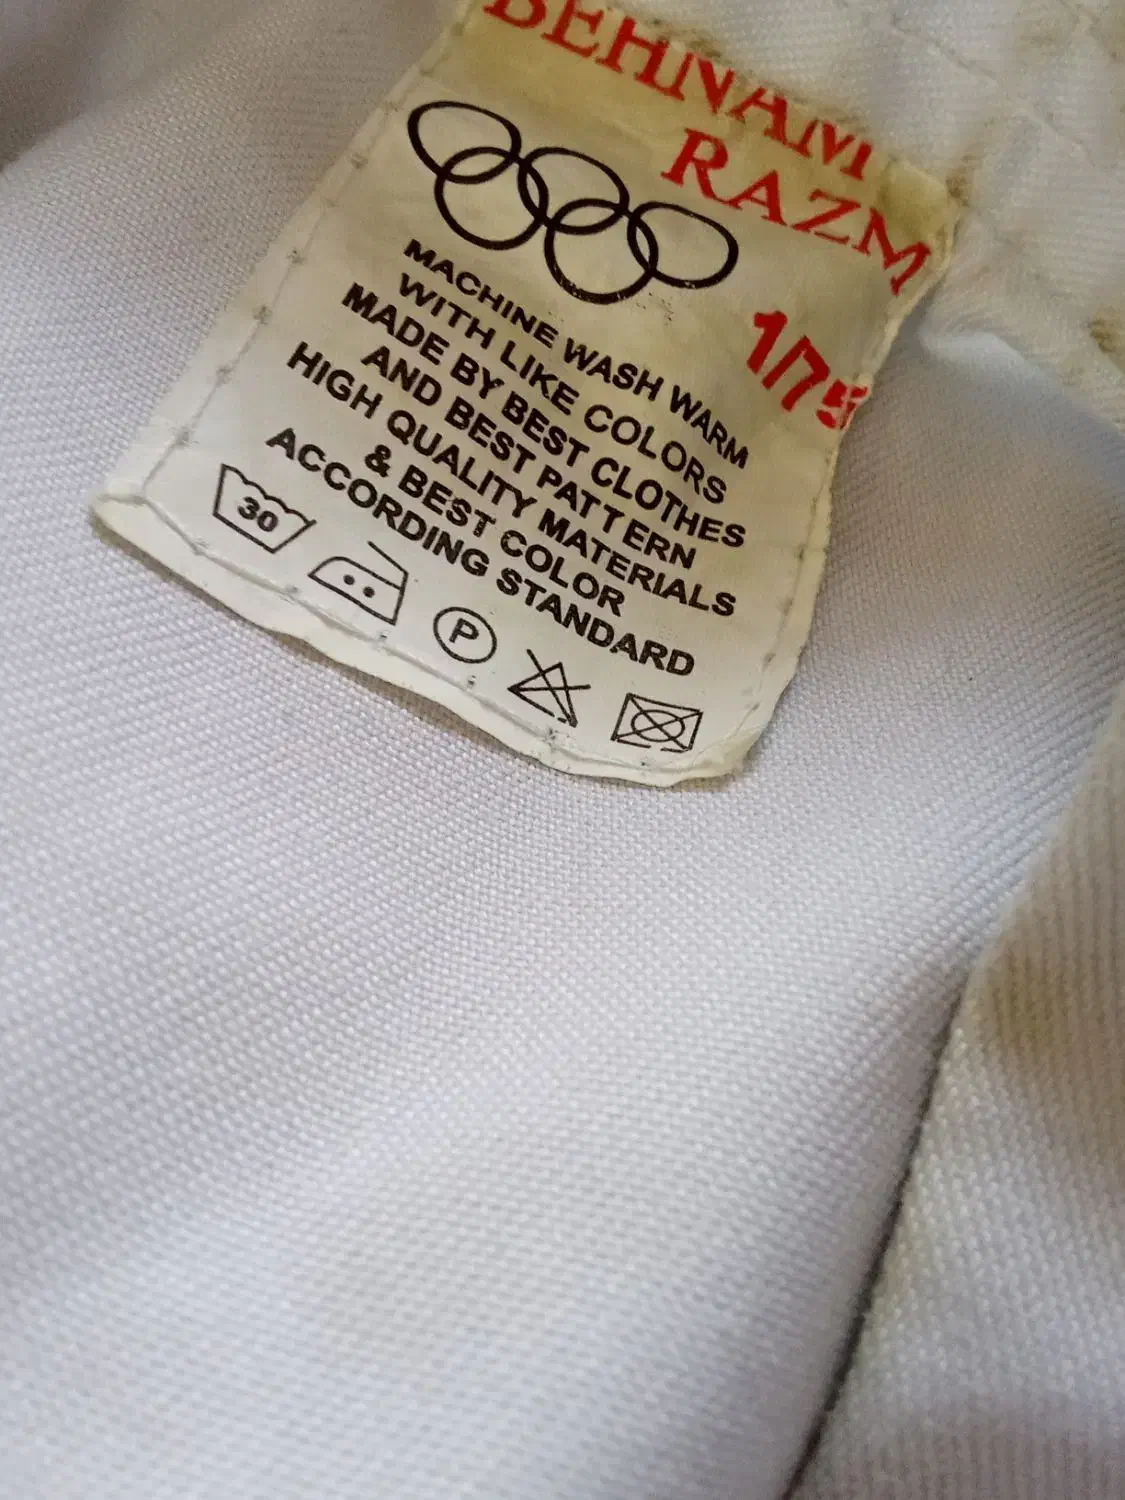 BEHNAM
RAZM
1/75
MACHINE WASH WARM
WITH LIKE COLORS
MADE BY BEST CLOTHES
AND BEST PATTERN
HIGH QUALITY MATERIALS
& BEST COLOR
ACCORDING STANDARD
30
P